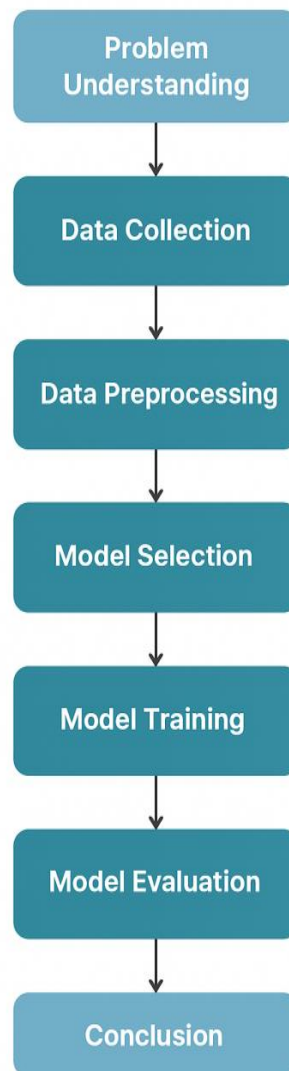 Problem
Understanding
Data Collection
Data Preprocessing
Model Selection
Model Training
Model Evaluation
Conclusion